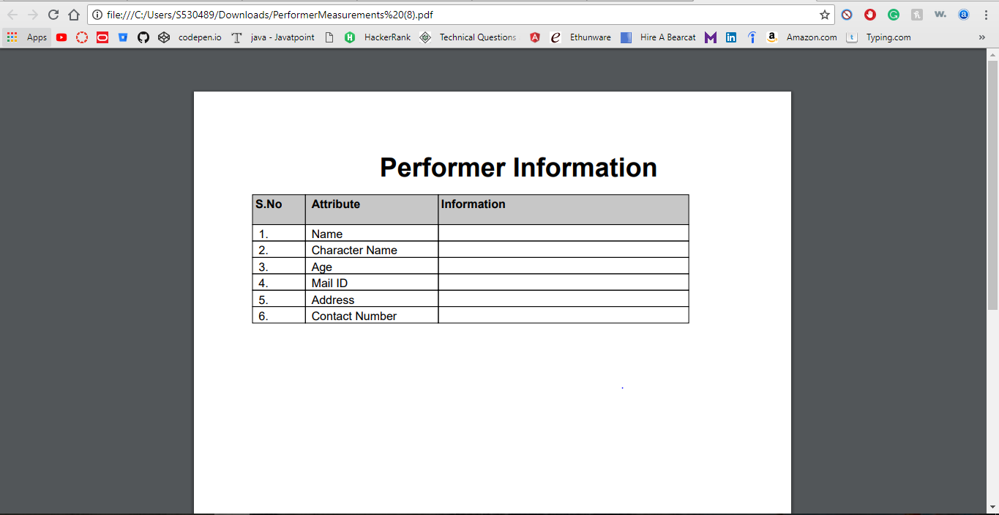 file:///C:/Users/S530489/Downloads/PerformerMeasurements%20(8).pdf
Apps codepen.io java - Javatpoint HackerRank Technical Questions Ethunware Hire A Bearcat Amazon.com Typing.com »
Performer Information
S.No Attribute Information
1. Name
2. Character Name
3. Age
4. Mail ID
5. Address
6. Contact Number